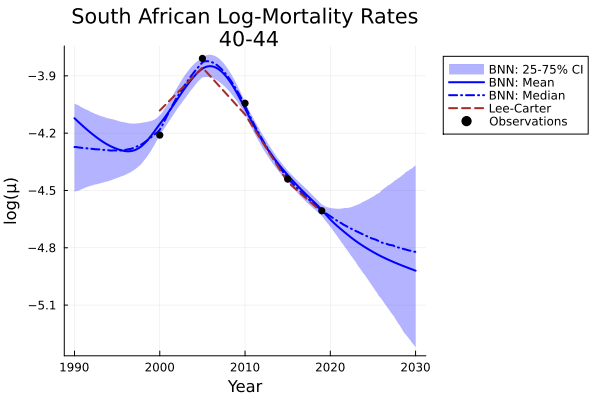 South African Log-Mortality Rates
40-44
BNN: 25-75% CI
BNN: Mean
BNN: Median
Lee-Carter
Observations
log(μ)
−3.9
−4.2
−4.5
−4.8
−5.1
1990 2000 2010 2020 2030
Year